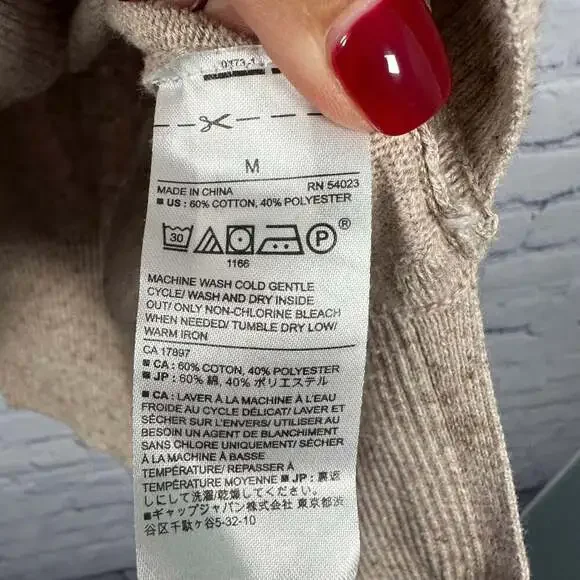 0773-1
M
MADE IN CHINA RN 54023
■ US : 60% COTTON, 40% POLYESTER
30 P ®
1166
MACHINE WASH COLD GENTLE
CYCLE/ WASH AND DRY INSIDE
OUT/ ONLY NON-CHLORINE BLEACH
WHEN NEEDED/ TUMBLE DRY LOW/
WARM IRON
CA 17897
■ CA : 60% COTTON, 40% POLYESTER
■ JP : 60% 綿, 40% ポリエステル
■ CA : LAVER À LA MACHINE À L'EAU
FROIDE AU CYCLE DÉLICAT/ LAVER ET
SÉCHER SUR L'ENVERS/ UTILISER AU
BESOIN UN AGENT DE BLANCHIMENT
SANS CHLORE UNIQUEMENT/ SÉCHER
À LA MACHINE À BASSE
TEMPÉRATURE/ REPASSER À
TEMPÉRATURE MOYENNE ■ JP : 裏返
しにして洗濯/乾燥してください。
■ ギャップジャパン株式会社 東京都渋
谷区千駄ヶ谷5-32-10